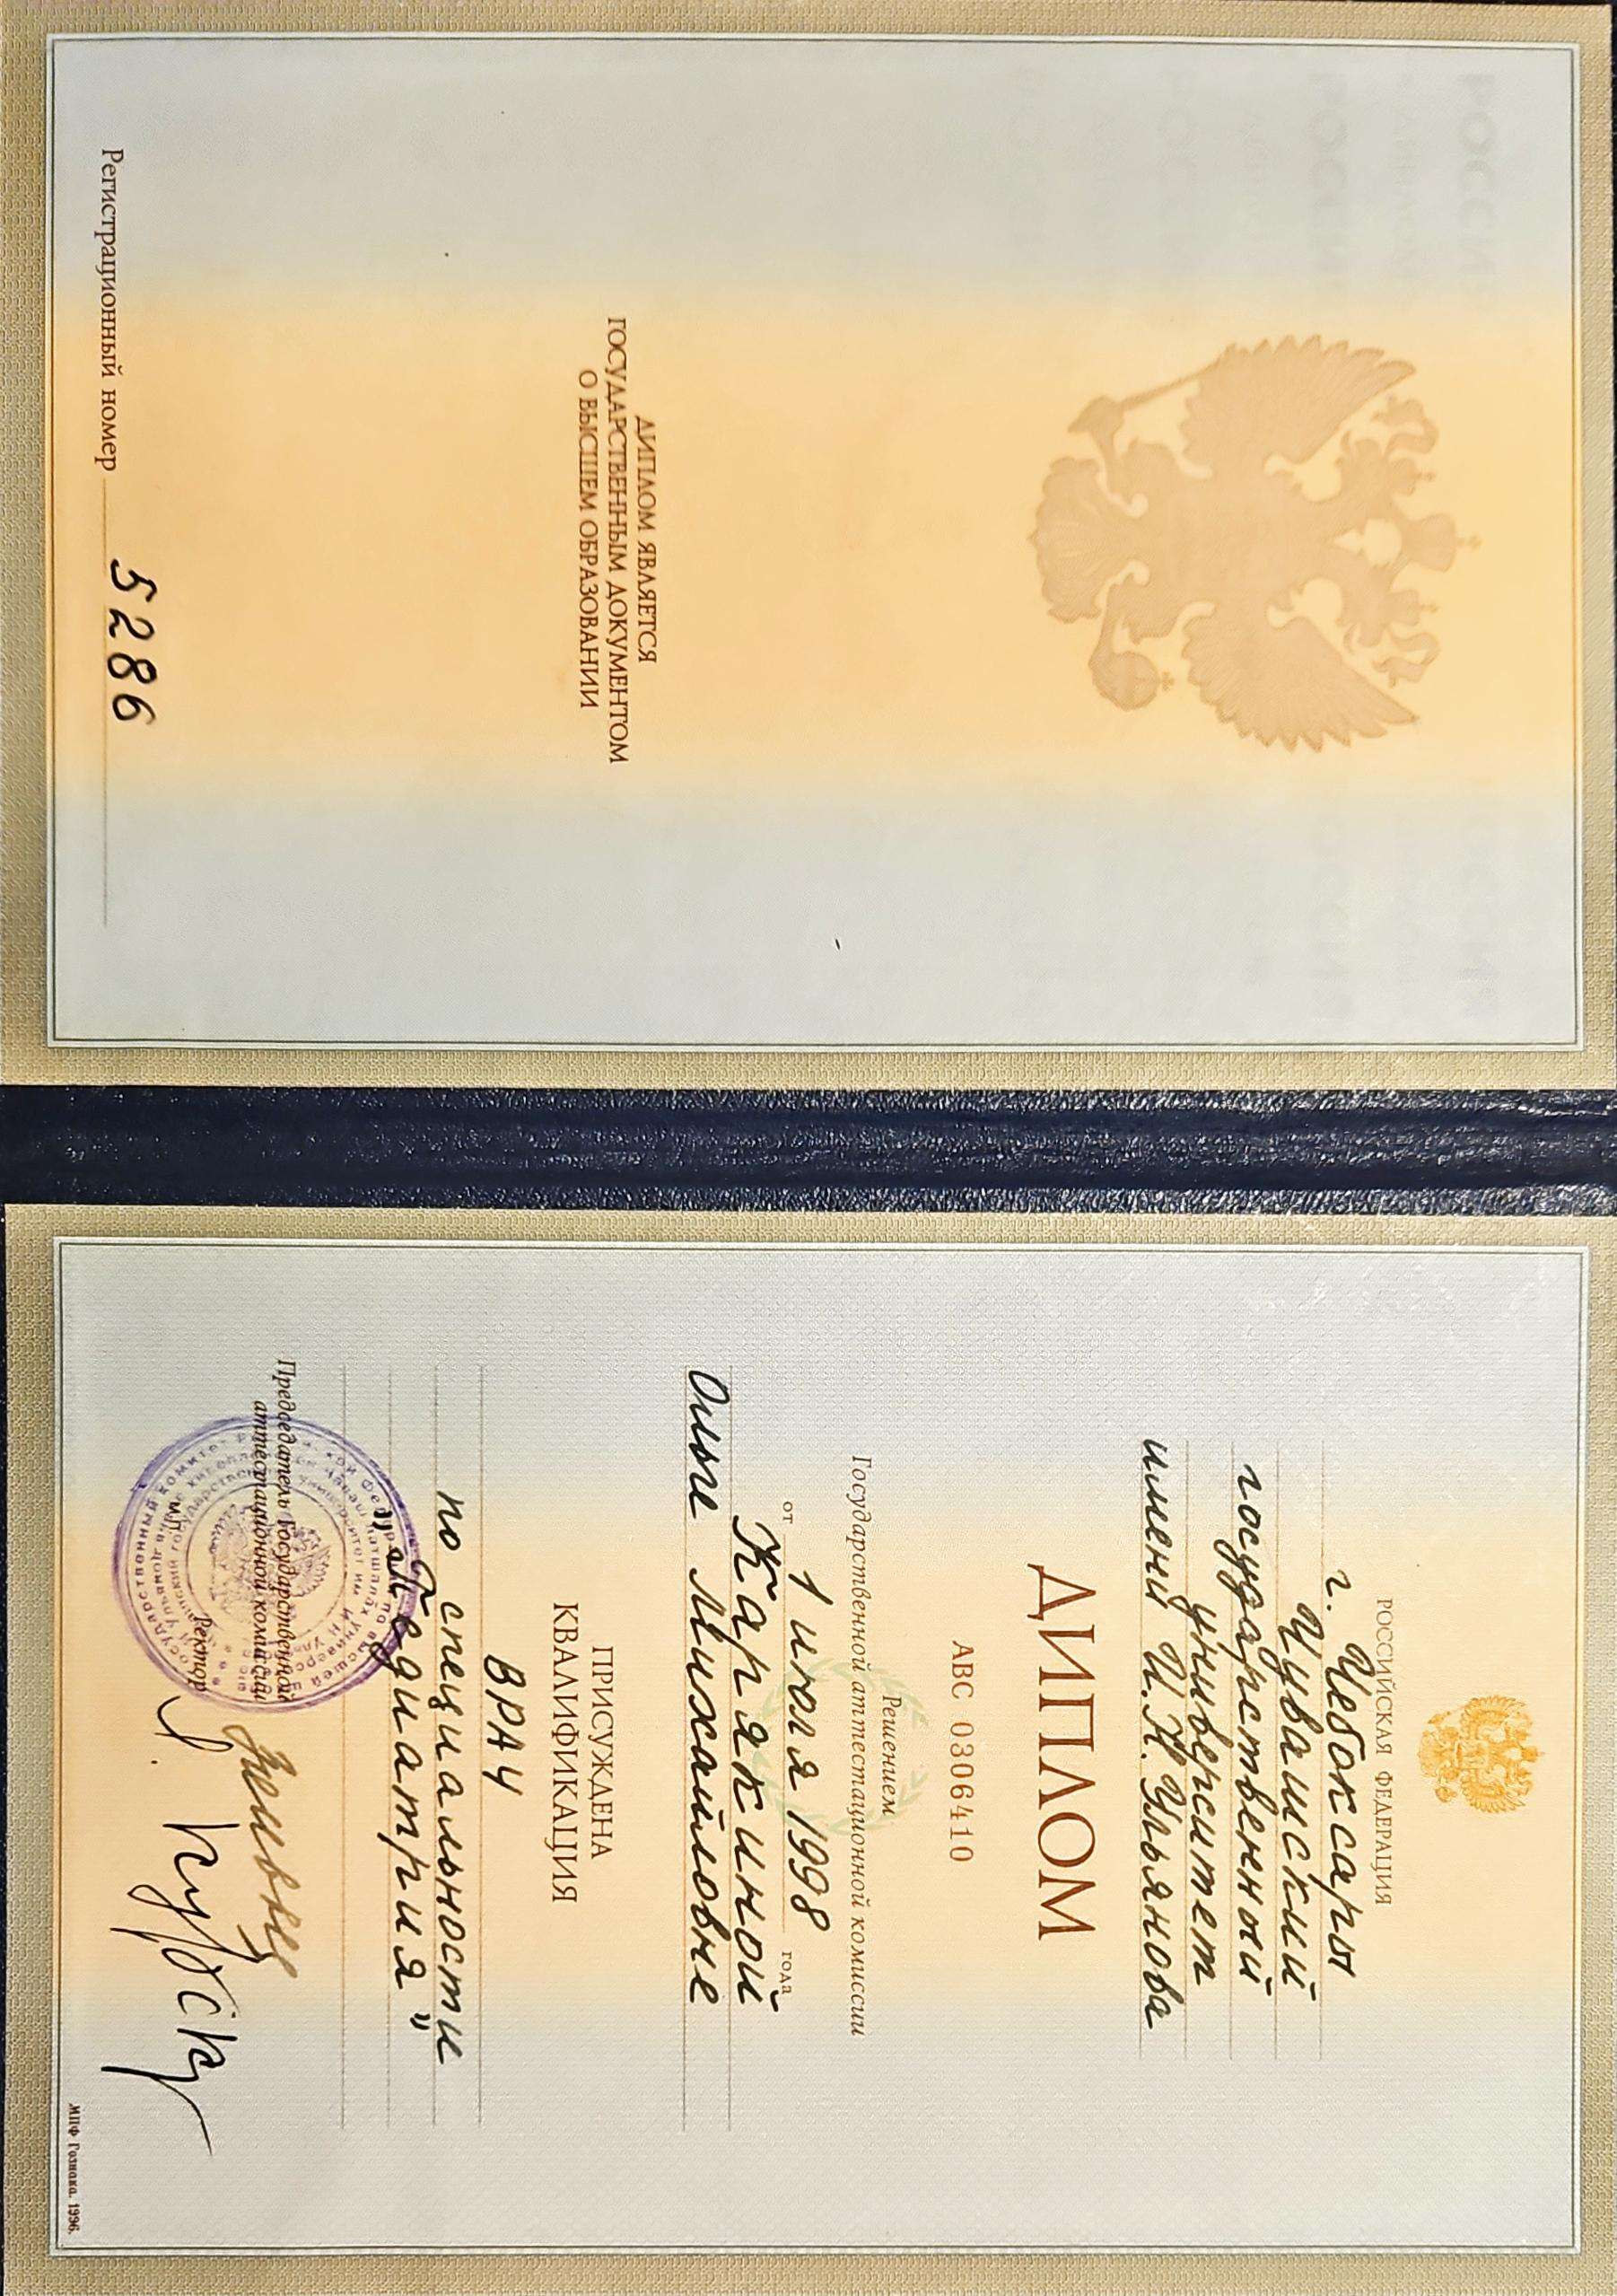 ДИПЛОМ ЯВЛЯЕТСЯ
ГОСУДАРСТВЕННЫМ ДОКУМЕНТОМ
О ВЫСШЕМ ОБРАЗОВАНИИ
Регистрационный номер 5286
РОССИЙСКАЯ ФЕДЕРАЦИЯ
г. Чебоксары
Чувашский
государственный
университет
имени И.Н. Ульянова
ДИПЛОМ
АВС 0306410
Решением
Государственной аттестационной комиссии
от 1 июля 1998 года
Карякиной
Ольге Михайловне
ПРИСУЖДЕНА
КВАЛИФИКАЦИЯ
ВРАЧ
по специальности
"Педиатрия"
Председатель Государственной
аттестационной комиссии
М.П.
Ректор
МПФ Гознака. 1996.